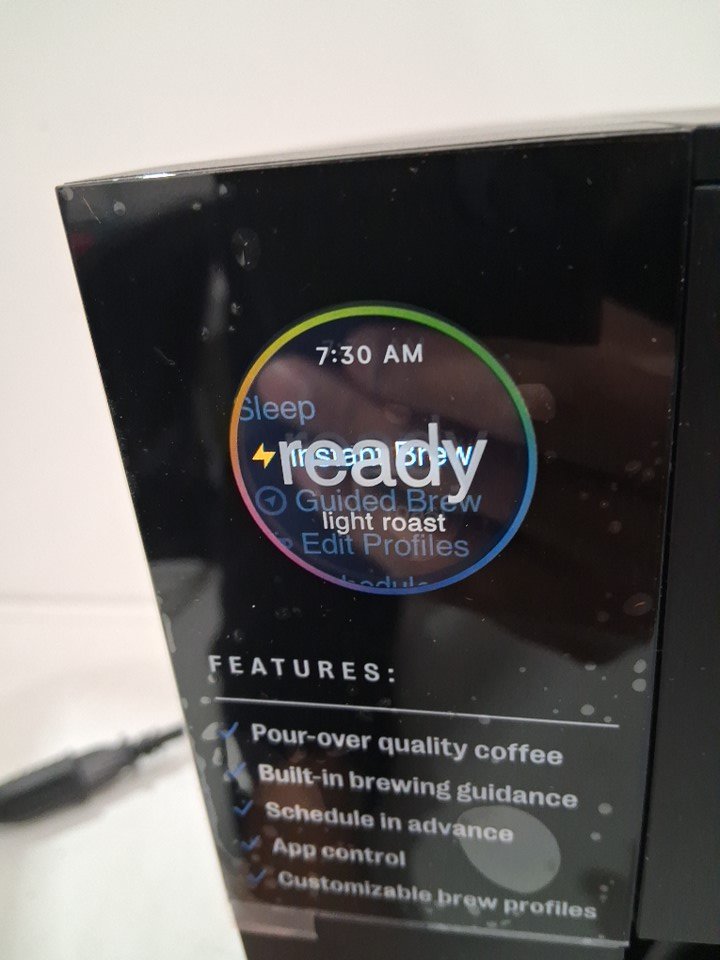 7:30 AM
Sleep
Instant Brew
ready
Guided Brew
light roast
Edit Profiles
FEATURES:
Pour-over quality coffee
Built-in brewing guidance
Schedule in advance
App control
Customizable brew profiles